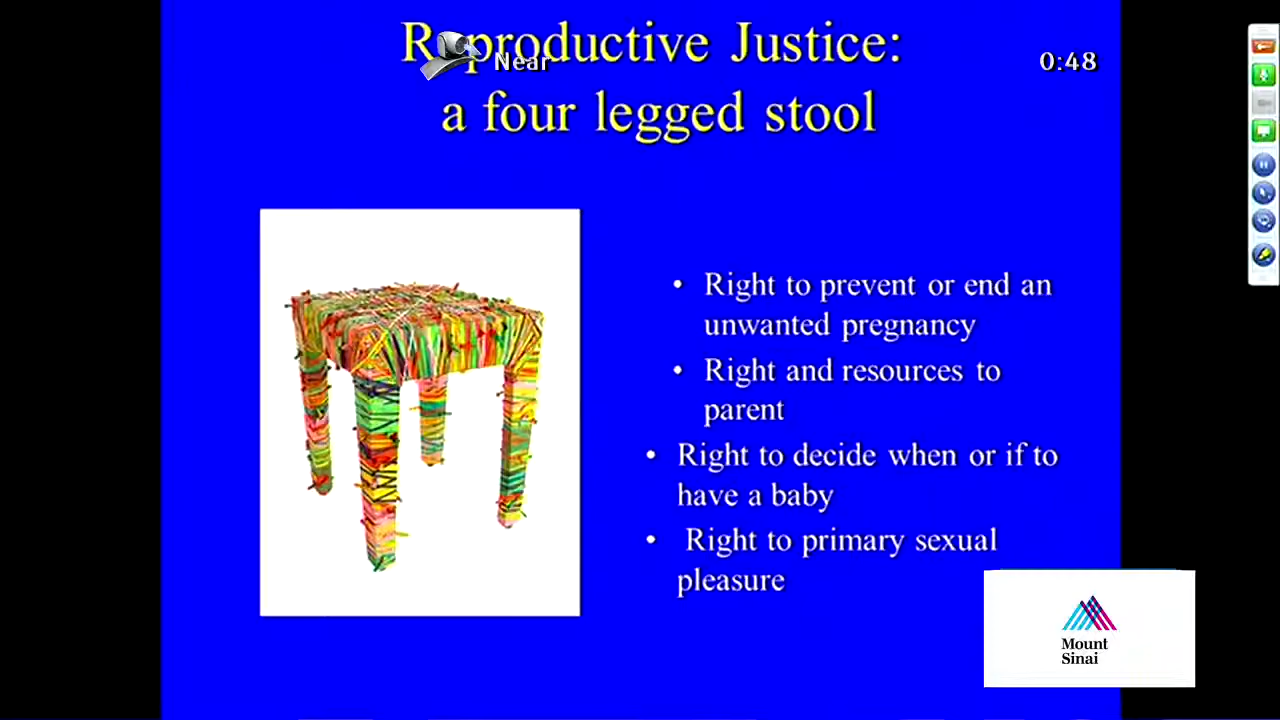 Reproductive Justice:
Near
0:48
a four legged stool
• Right to prevent or end an
unwanted pregnancy
• Right and resources to
parent
• Right to decide when or if to
have a baby
• Right to primary sexual
pleasure
Mount
Sinai